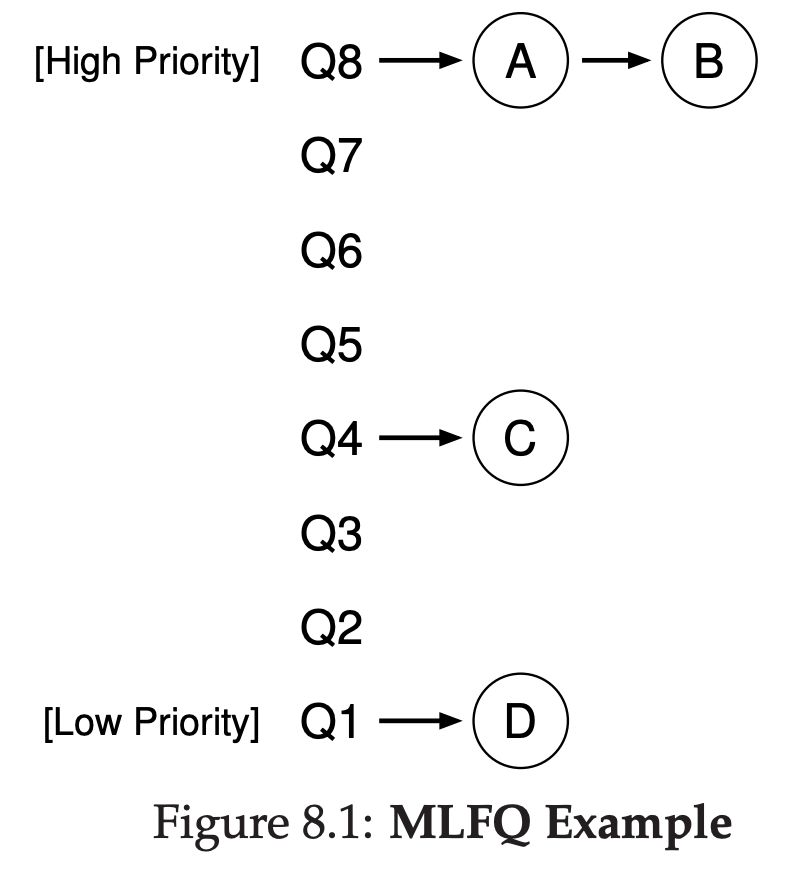 [High Priority] Q8 A B
Q7
Q6
Q5
Q4 C
Q3
Q2
[Low Priority] Q1 D
Figure 8.1: MLFQ Example